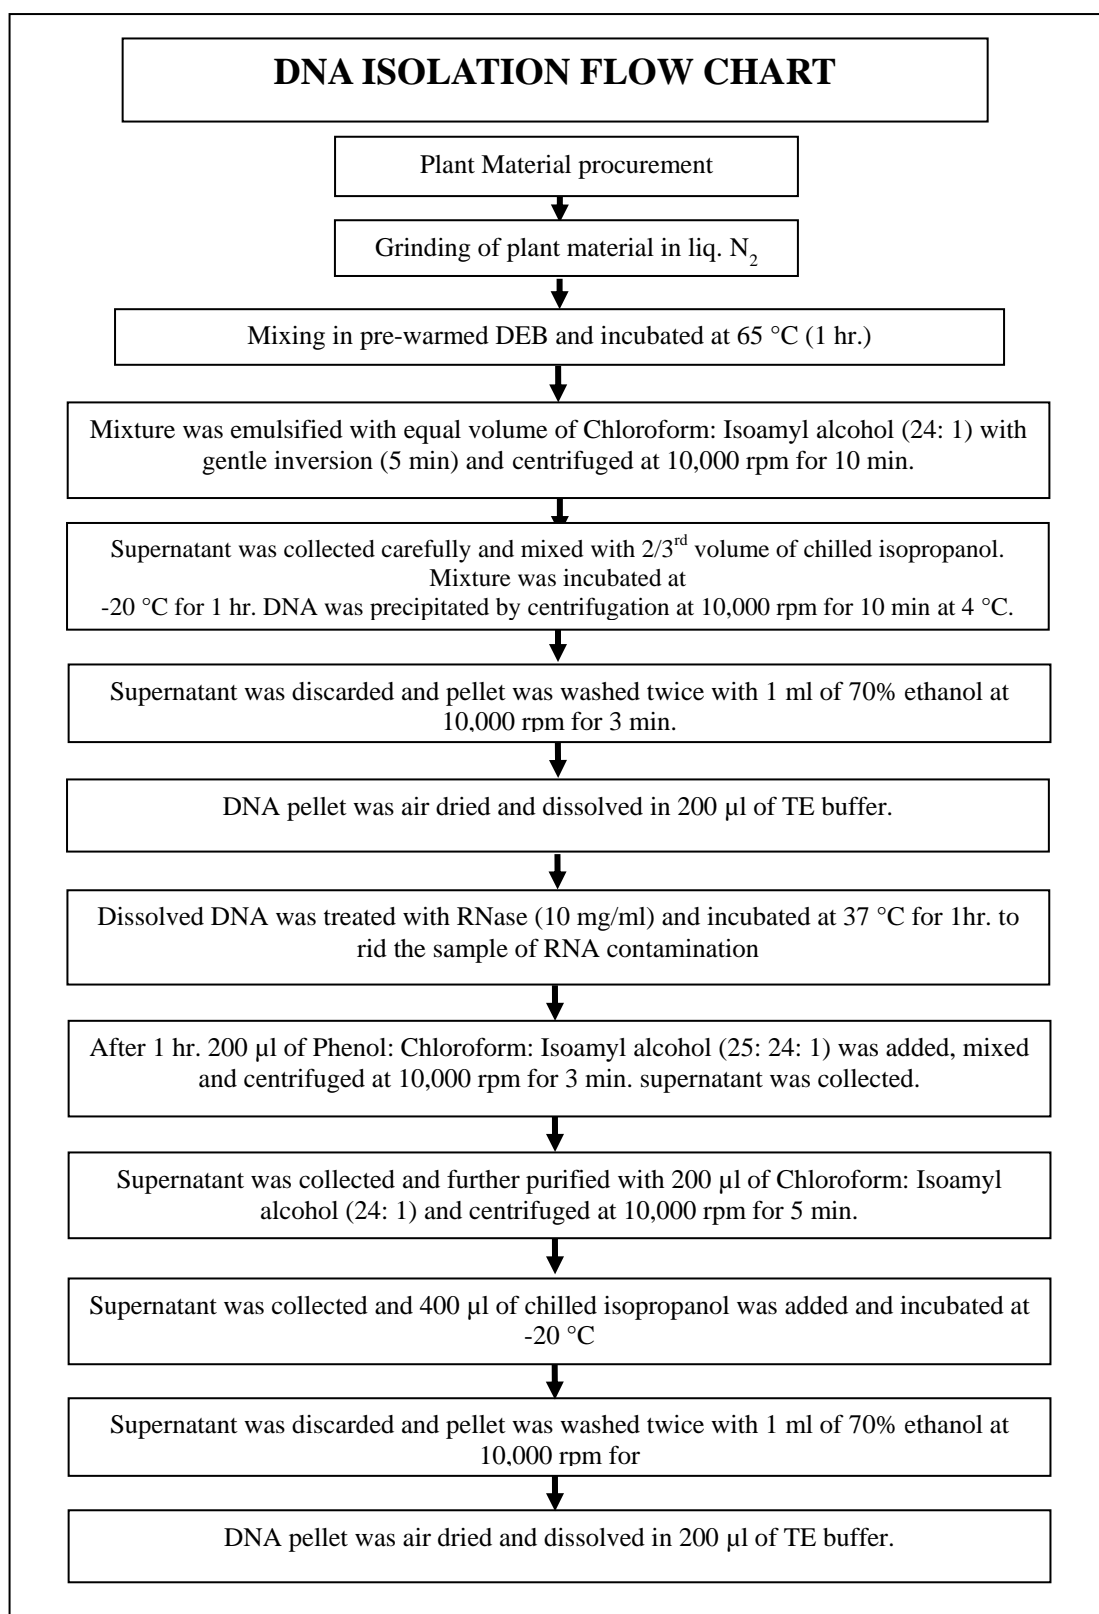 DNA ISOLATION FLOW CHART
Plant Material procurement
Grinding of plant material in liq. N₂
Mixing in pre-warmed DEB and incubated at 65 °C (1 hr.)
Mixture was emulsified with equal volume of Chloroform: Isoamyl alcohol (24: 1) with
gentle inversion (5 min) and centrifuged at 10,000 rpm for 10 min.
Supernatant was collected carefully and mixed with 2/3ʳᵈ volume of chilled isopropanol.
Mixture was incubated at
-20 °C for 1 hr. DNA was precipitated by centrifugation at 10,000 rpm for 10 min at 4 °C.
Supernatant was discarded and pellet was washed twice with 1 ml of 70% ethanol at
10,000 rpm for 3 min.
DNA pellet was air dried and dissolved in 200 µl of TE buffer.
Dissolved DNA was treated with RNase (10 mg/ml) and incubated at 37 °C for 1hr. to
rid the sample of RNA contamination
After 1 hr. 200 µl of Phenol: Chloroform: Isoamyl alcohol (25: 24: 1) was added, mixed
and centrifuged at 10,000 rpm for 3 min. supernatant was collected.
Supernatant was collected and further purified with 200 µl of Chloroform: Isoamyl
alcohol (24: 1) and centrifuged at 10,000 rpm for 5 min.
Supernatant was collected and 400 µl of chilled isopropanol was added and incubated at
-20 °C
Supernatant was discarded and pellet was washed twice with 1 ml of 70% ethanol at
10,000 rpm for
DNA pellet was air dried and dissolved in 200 µl of TE buffer.